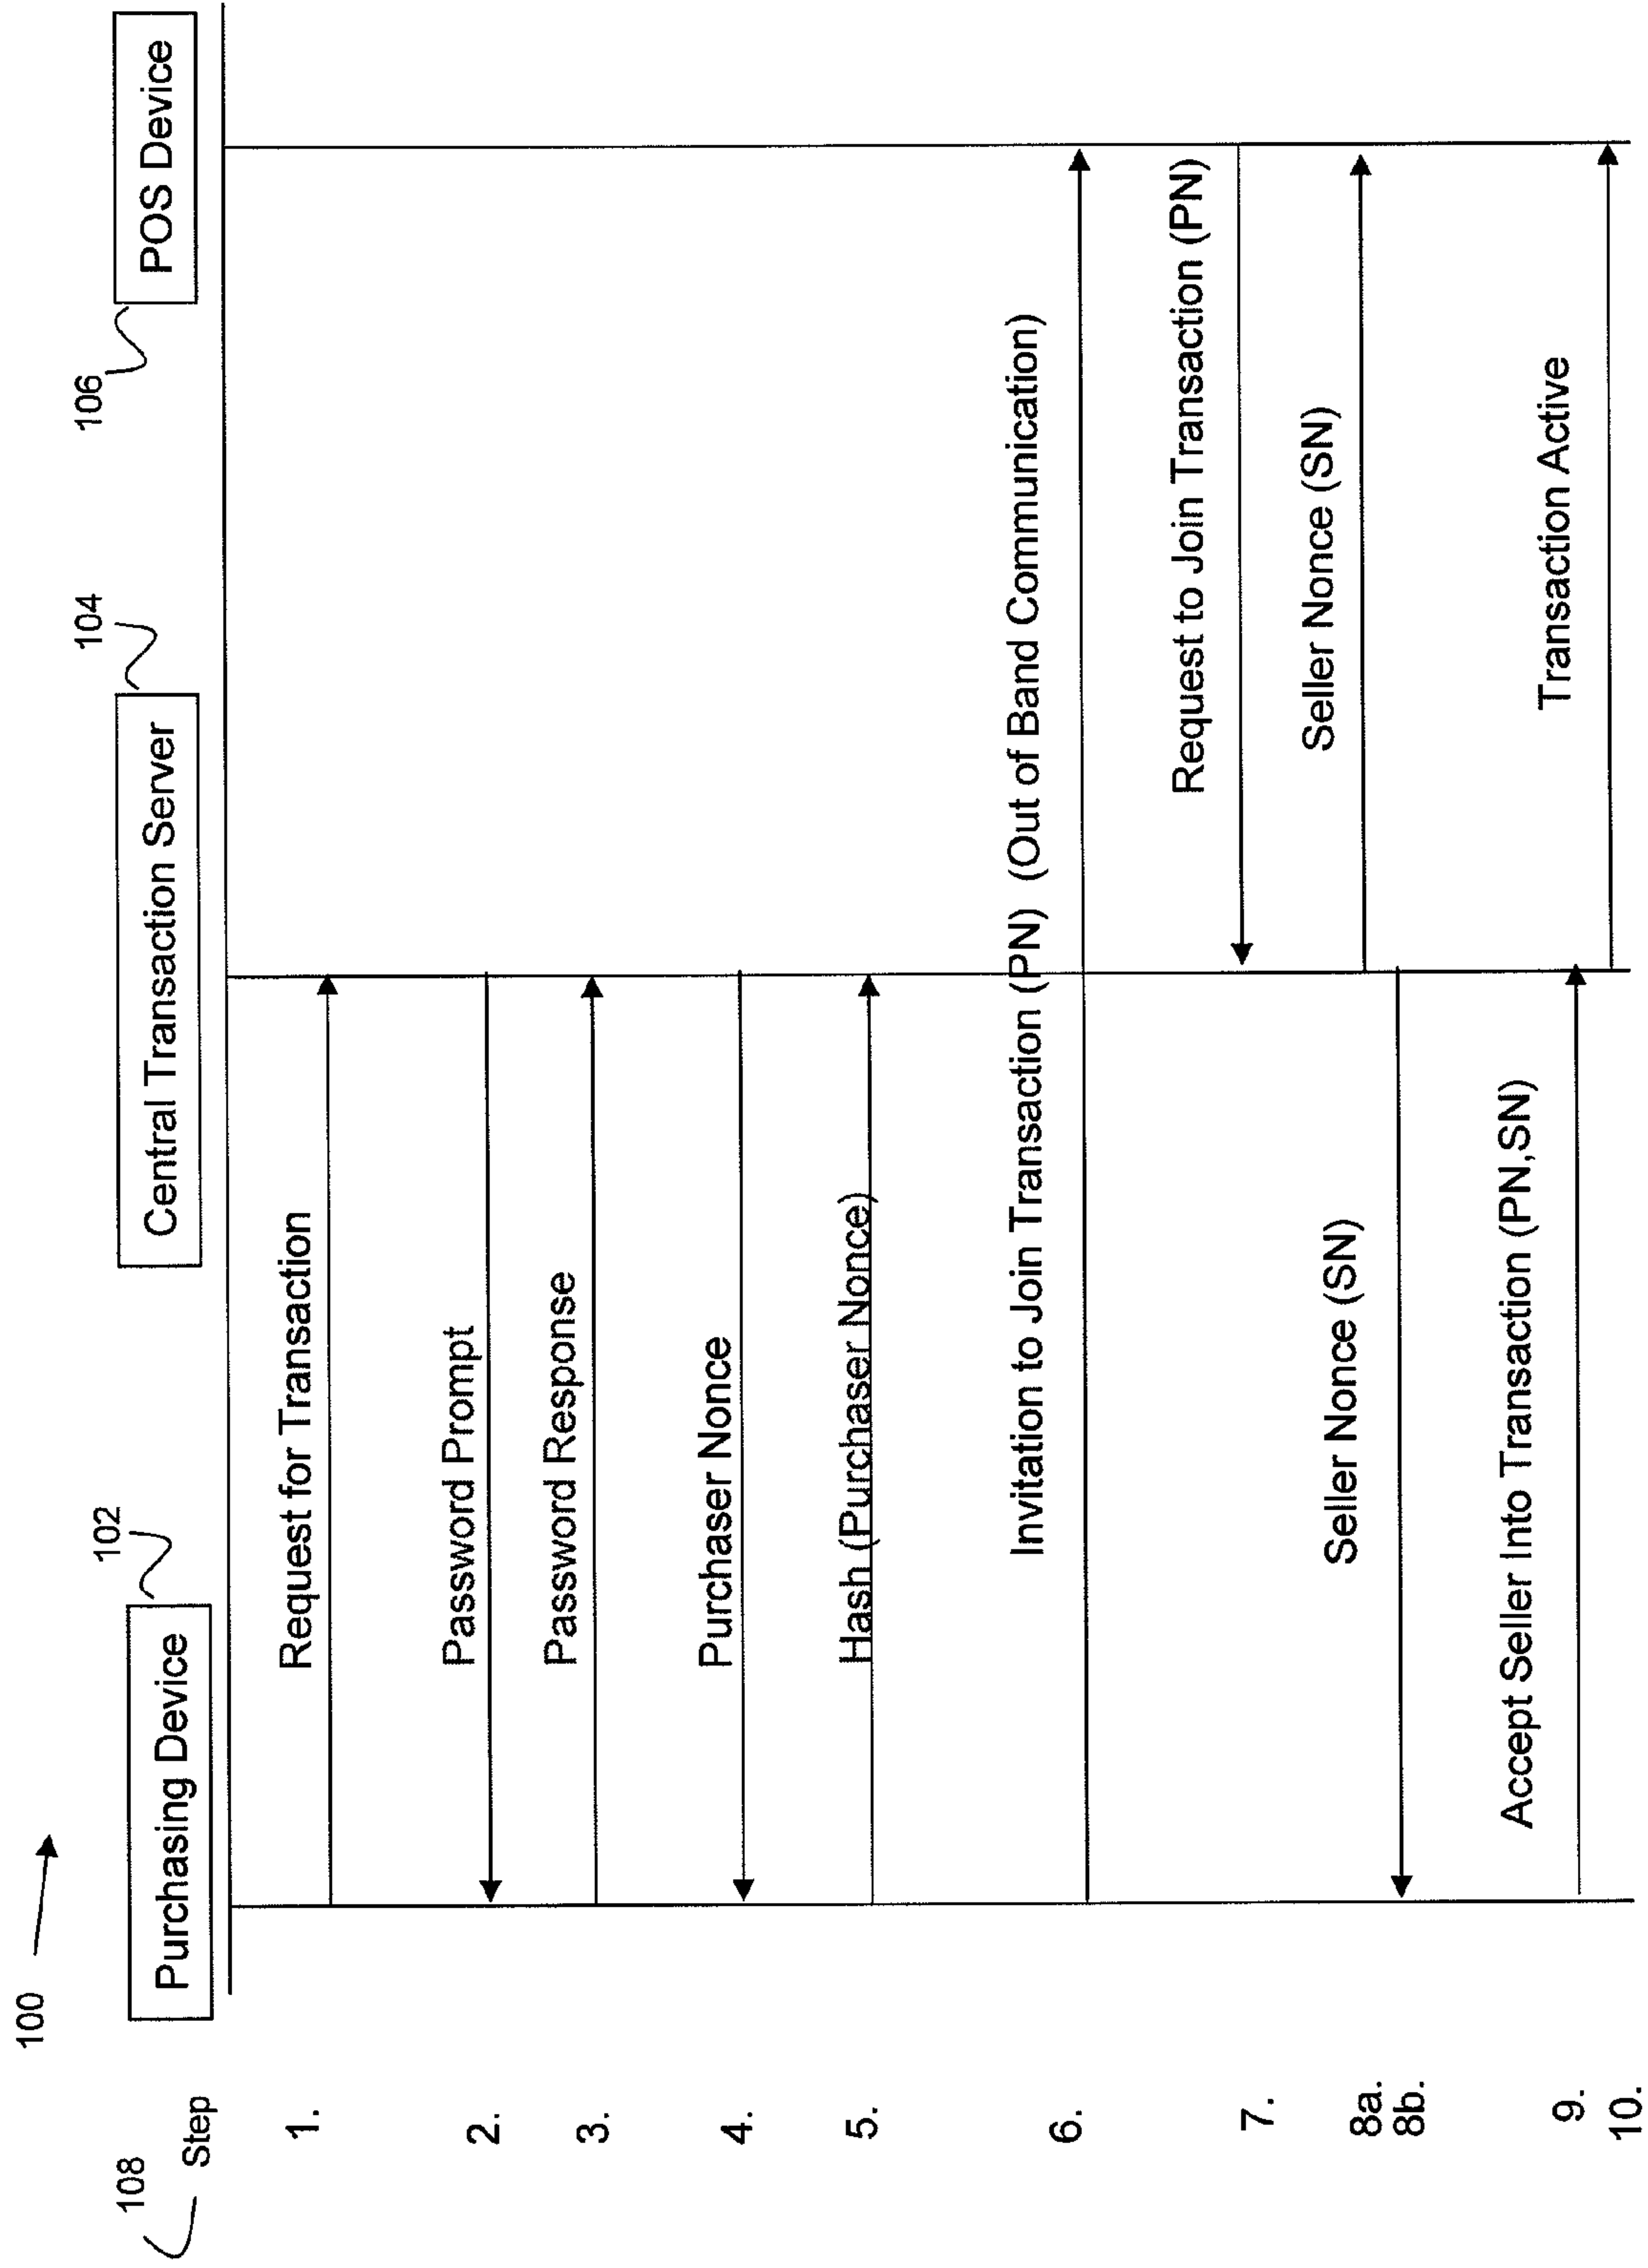 100
108
Step
102
104
106
Purchasing Device
Central Transaction Server
POS Device
1.
Request for Transaction
2.
Password Prompt
3.
Password Response
4.
Purchaser Nonce
5.
Hash (Purchaser Nonce)
6.
Invitation to Join Transaction (PN) (Out of Band Communication)
7.
Request to Join Transaction (PN)
8a.
Seller Nonce (SN)
8b.
Seller Nonce (SN)
9.
Accept Seller Into Transaction (PN,SN)
10.
Transaction Active